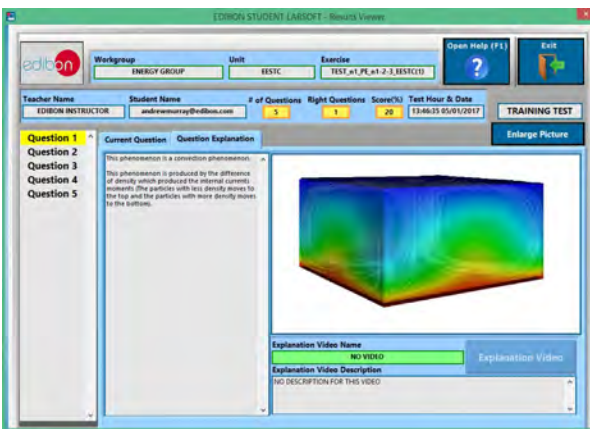 EDIBON STUDENT LABSOFT - Results Viewer
edibon
Workgroup Unit Exercise
ENERGY GROUP EESTC TEST_n1_PE_n1-2-3_EESTC(1)
Open Help (F1) Exit
?
Teacher Name Student Name # of Questions Right Questions Score(%) Test Hour & Date
EDIBON INSTRUCTOR andrewmurray@edibon.com 5 1 20 13:46:35 05/01/2017 TRAINING TEST
Enlarge Picture
Question 1
Question 2
Question 3
Question 4
Question 5
Current Question Question Explanation
This phenomenon is a convection phenomenon.
This phenomenon is produced by the difference
of density which produced the internal currents
moments (The particles with less density moves to
the top and the particles with more density moves
to the bottom.
Explanation Video Name
NO VIDEO
Explanation Video
Explanation Video Description
NO DESCRIPTION FOR THIS VIDEO